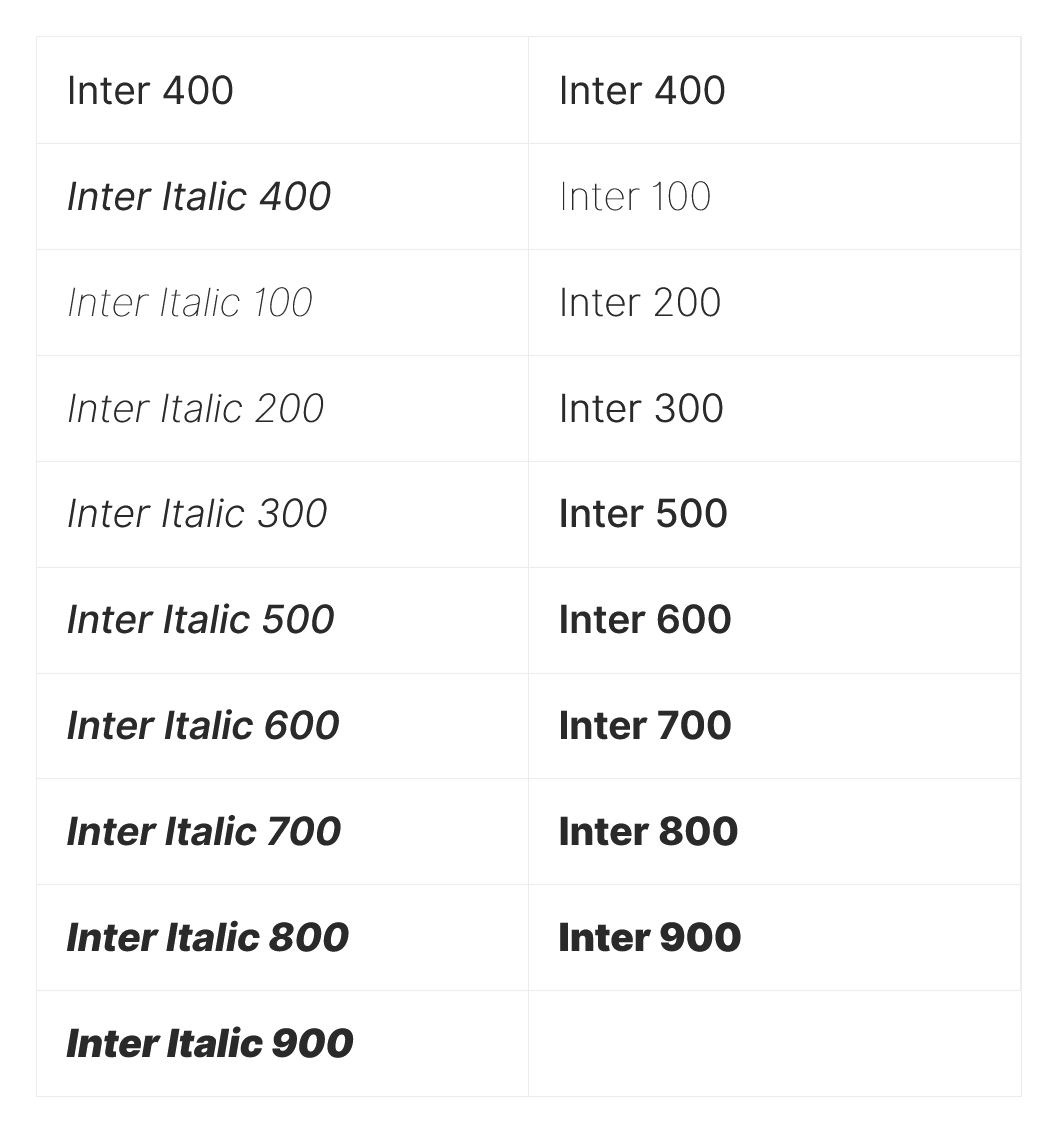 Inter 400
Inter 400
Inter Italic 400
Inter 100
Inter Italic 100
Inter 200
Inter Italic 200
Inter 300
Inter Italic 300
Inter 500
Inter Italic 500
Inter 600
Inter Italic 600
Inter 700
Inter Italic 700
Inter 800
Inter Italic 800
Inter 900
Inter Italic 900